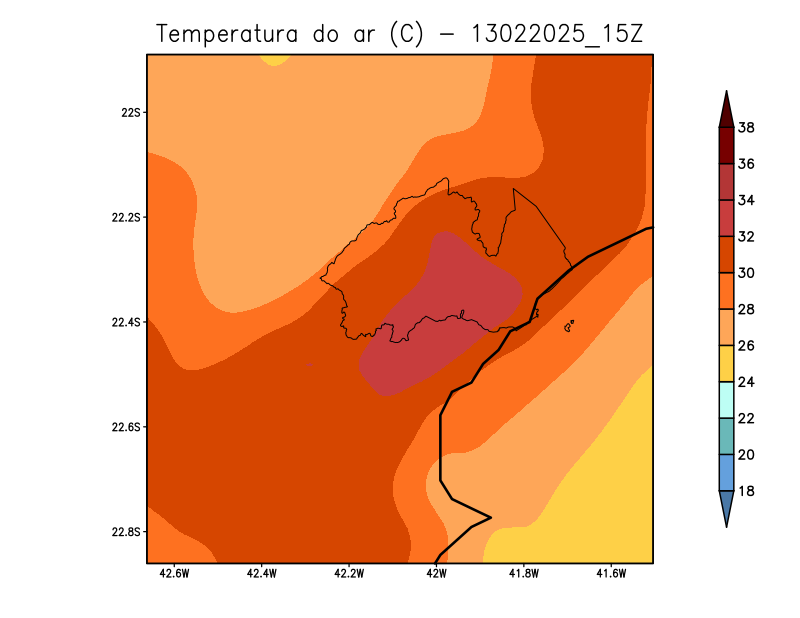 Temperatura do ar (C) - 13022025_15Z
22S
22.2S
22.4S
22.6S
22.8S
42.6W
42.4W
42.2W
42W
41.8W
41.6W
38
36
34
32
30
28
26
24
22
20
18